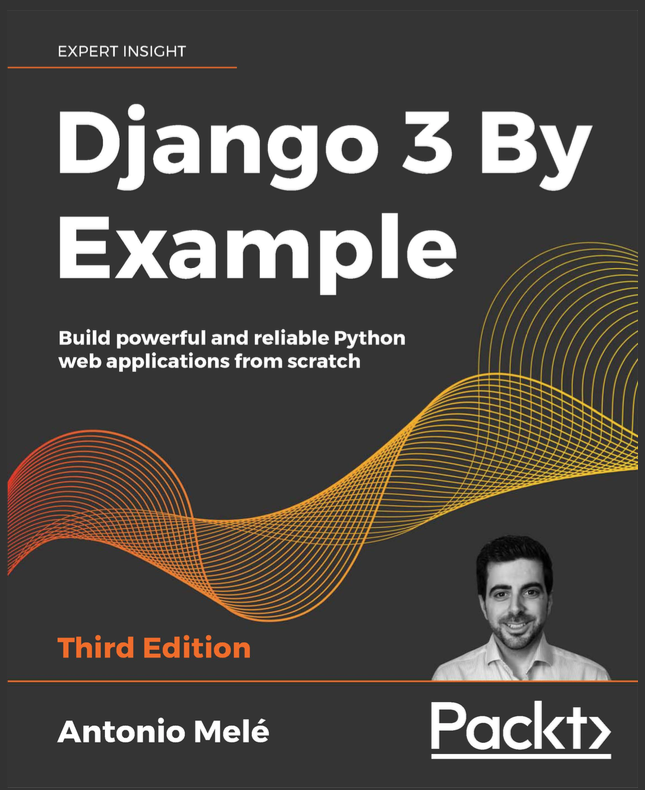 EXPERT INSIGHT
Django 3 By
Example
Build powerful and reliable Python
web applications from scratch
Third Edition
Antonio Melé
Packt>